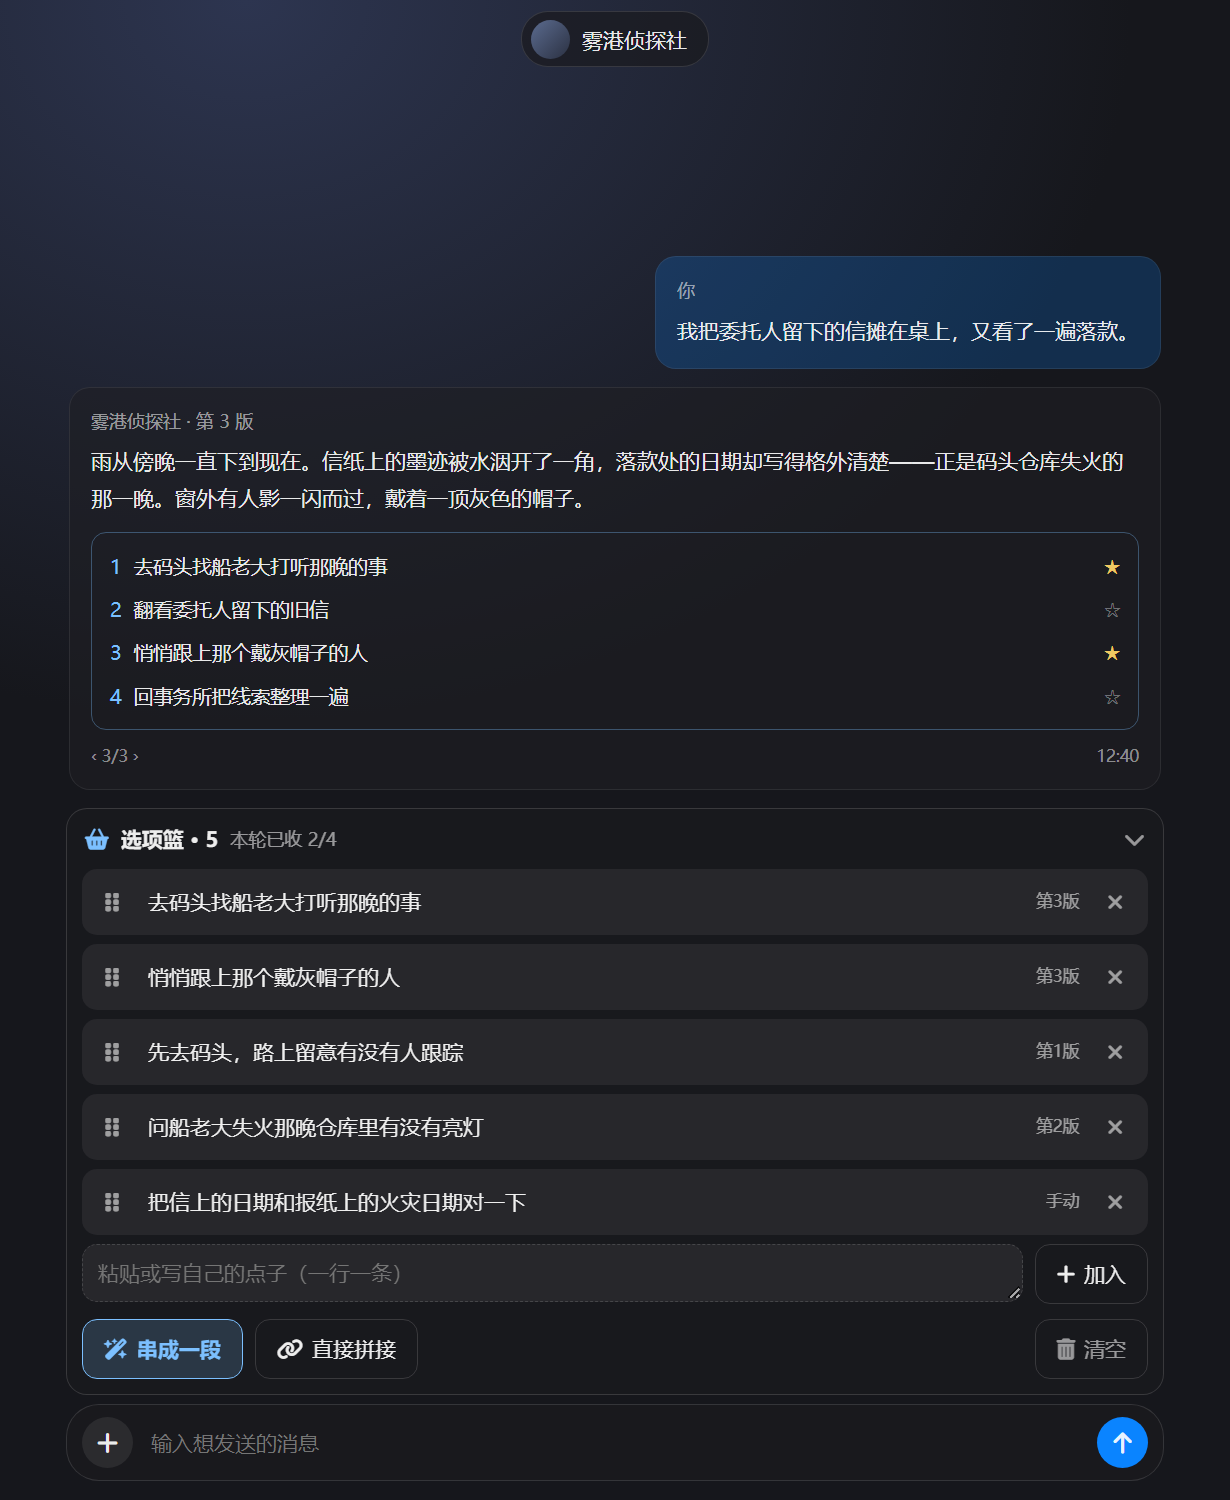 雾港侦探社
你
我把委托人留下的信摊在桌上，又看了一遍落款。
雾港侦探社 · 第 3 版
雨从傍晚一直下到现在。信纸上的墨迹被水洇开了一角，落款处的日期却写得格外清楚——正是码头仓库失火的
那一晚。窗外有人影一闪而过，戴着一顶灰色的帽子。
1 去码头找船老大打听那晚的事 ★
2 翻看委托人留下的旧信 ☆
3 悄悄跟上那个戴灰帽子的人 ★
4 回事务所把线索整理一遍 ☆
‹ 3/3 › 12:40
选项篮 • 5 本轮已收 2/4
去码头找船老大打听那晚的事 第3版
悄悄跟上那个戴灰帽子的人 第3版
先去码头，路上留意有没有人跟踪 第1版
问船老大失火那晚仓库里有没有亮灯 第2版
把信上的日期和报纸上的火灾日期对一下 手动
粘贴或写自己的点子（一行一条） 加入
串成一段 直接拼接 清空
输入想发送的消息